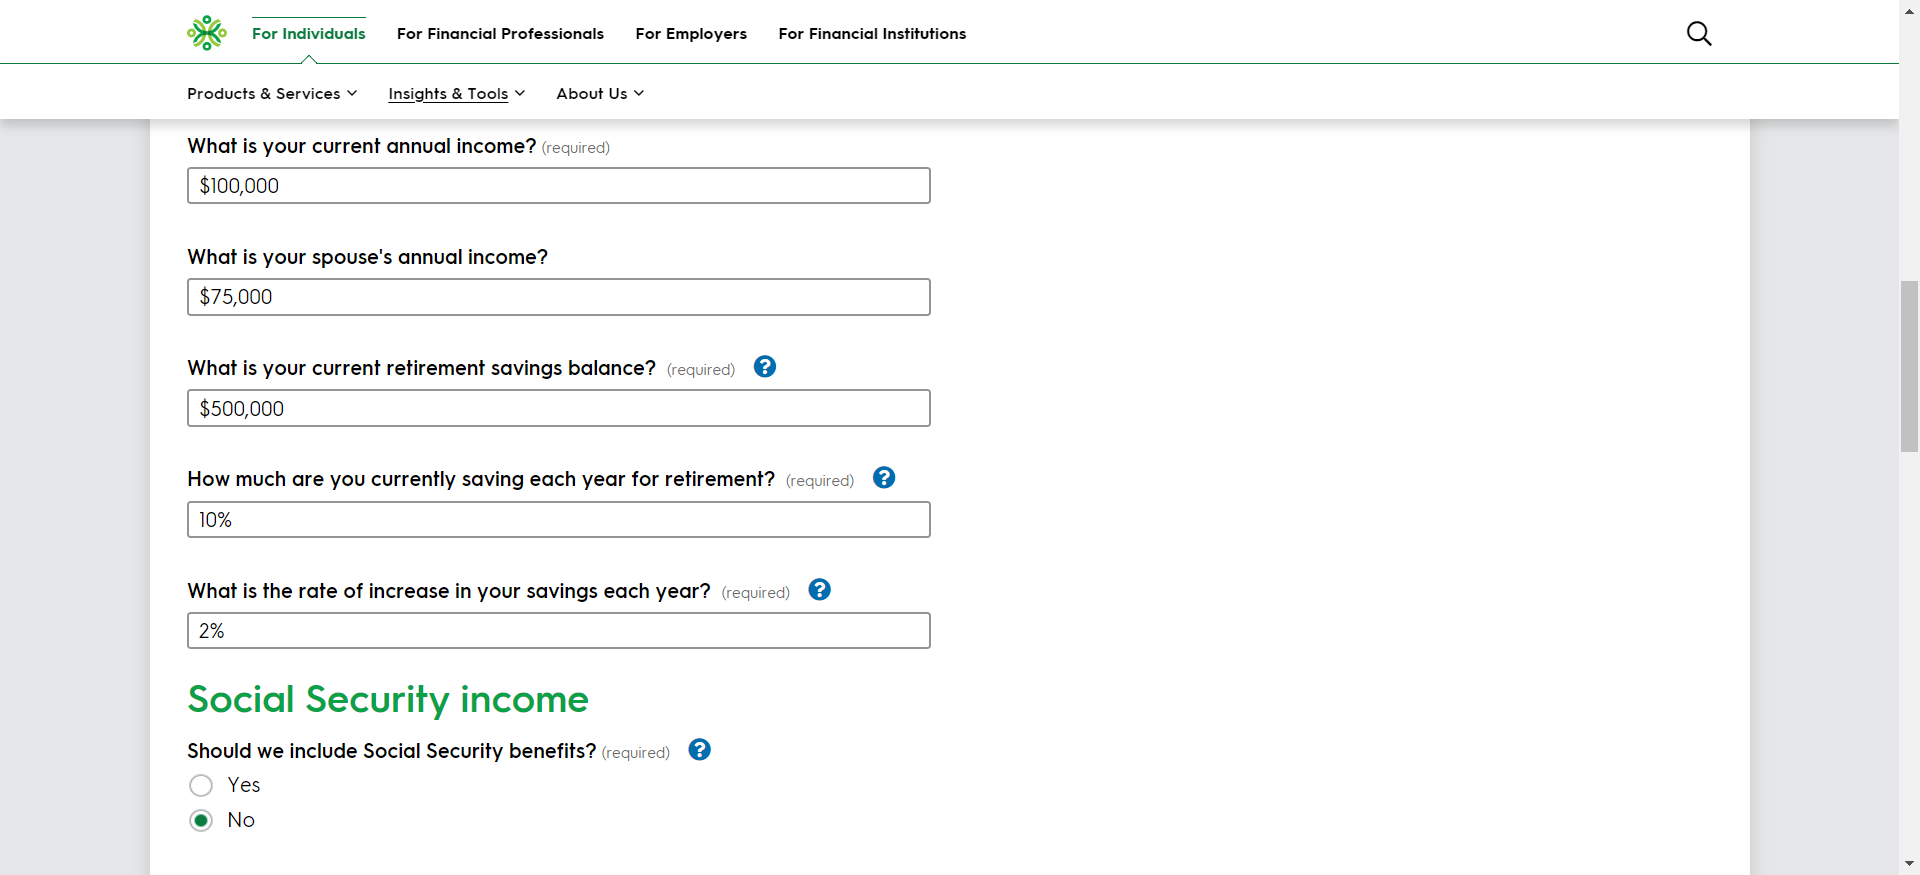 For Individuals For Financial Professionals For Employers For Financial Institutions
Products & Services Insights & Tools About Us
What is your current annual income? (required)
$100,000
What is your spouse's annual income?
$75,000
What is your current retirement savings balance? (required) ?
$500,000
How much are you currently saving each year for retirement? (required) ?
10%
What is the rate of increase in your savings each year? (required) ?
2%
Social Security income
Should we include Social Security benefits? (required) ?
Yes
No